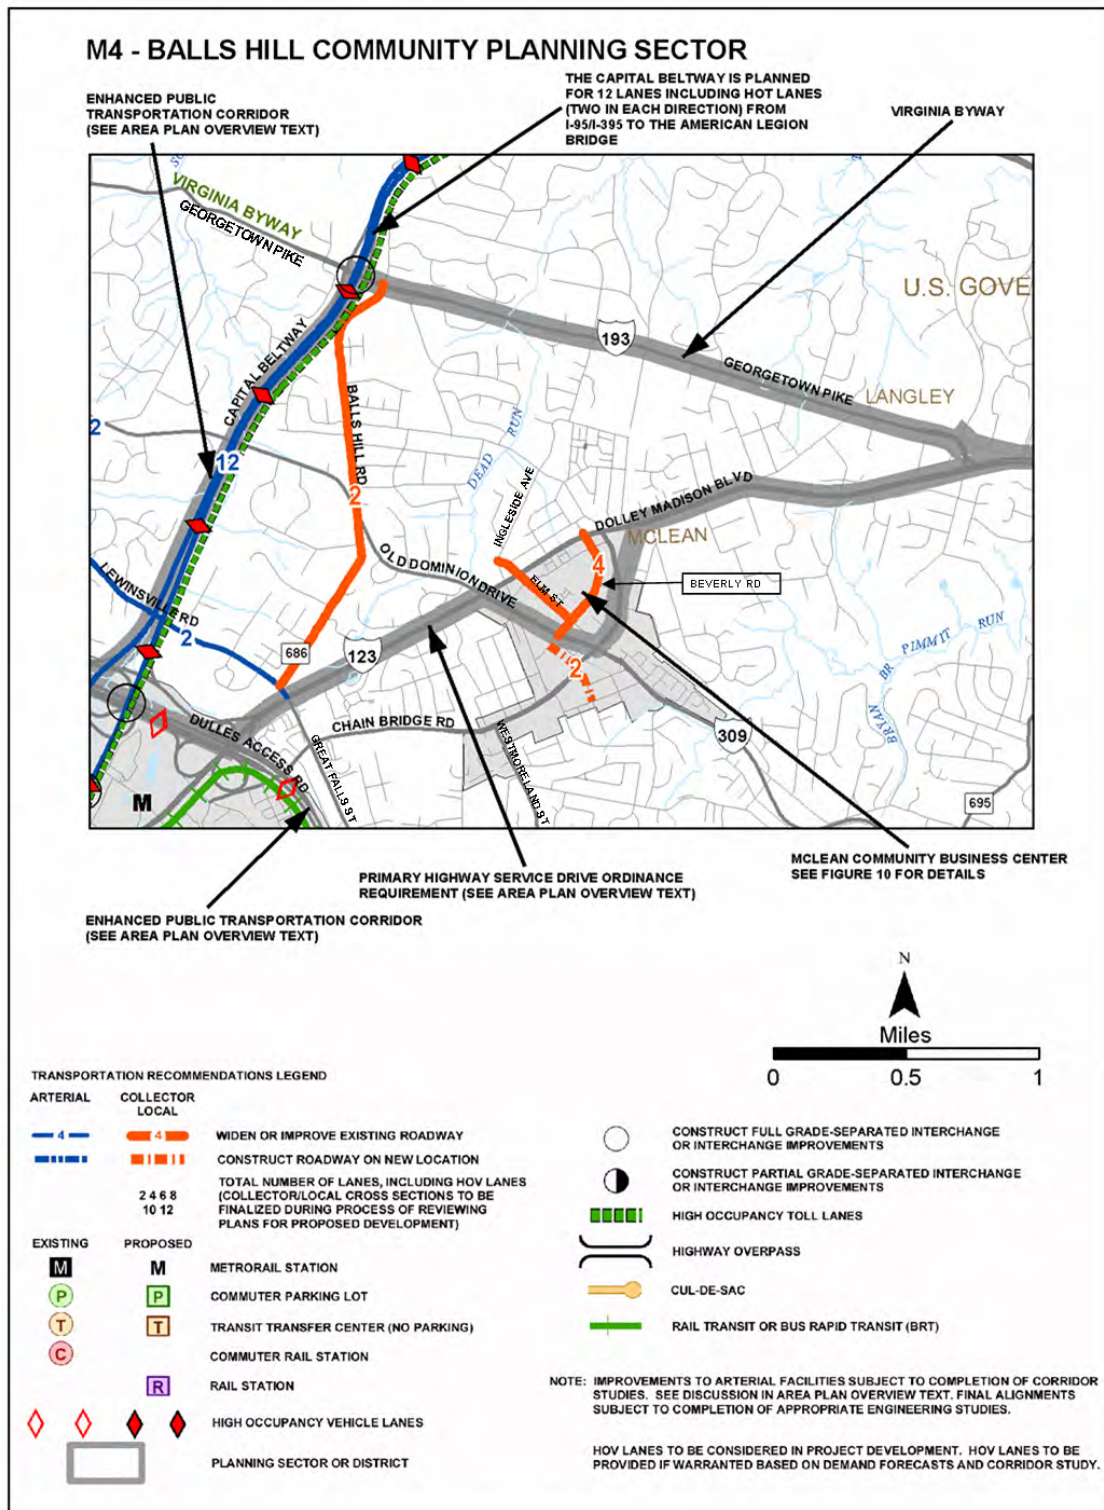 M4 - BALLS HILL COMMUNITY PLANNING SECTOR
ENHANCED PUBLIC
TRANSPORTATION CORRIDOR
(SEE AREA PLAN OVERVIEW TEXT)
THE CAPITAL BELTWAY IS PLANNED
FOR 12 LANES INCLUDING HOT LANES
(TWO IN EACH DIRECTION) FROM
I-95/I-395 TO THE AMERICAN LEGION
BRIDGE
VIRGINIA BYWAY
VIRGINIA BYWAY
GEORGETOWN PIKE
U.S. GOVE
193
GEORGETOWN PIKE
LANGLEY
CAPITAL BELTWAY
BALLS HILL RD
2
12
2
DEAD RUN
INGLESIDE AVE
DOLLEY MADISON BLVD
MCLEAN
OLD DOMINION DRIVE
ELM ST
4
BEVERLY RD
LEWINSVILLE RD
2
686
123
2
PIMMIT RUN
BRYAN BR
DULLES ACCESS RD
CHAIN BRIDGE RD
GREAT FALLS ST
WESTMORELAND ST
309
695
M
MCLEAN COMMUNITY BUSINESS CENTER
SEE FIGURE 10 FOR DETAILS
PRIMARY HIGHWAY SERVICE DRIVE ORDINANCE
REQUIREMENT (SEE AREA PLAN OVERVIEW TEXT)
ENHANCED PUBLIC TRANSPORTATION CORRIDOR
(SEE AREA PLAN OVERVIEW TEXT)
N
Miles
0 0.5 1
TRANSPORTATION RECOMMENDATIONS LEGEND
ARTERIAL
COLLECTOR
LOCAL
4 4 WIDEN OR IMPROVE EXISTING ROADWAY
CONSTRUCT ROADWAY ON NEW LOCATION
2 4 6 8
10 12
TOTAL NUMBER OF LANES, INCLUDING HOV LANES
(COLLECTOR/LOCAL CROSS SECTIONS TO BE
FINALIZED DURING PROCESS OF REVIEWING
PLANS FOR PROPOSED DEVELOPMENT)
EXISTING PROPOSED
M M METRORAIL STATION
P P COMMUTER PARKING LOT
T T TRANSIT TRANSFER CENTER (NO PARKING)
C COMMUTER RAIL STATION
R RAIL STATION
HIGH OCCUPANCY VEHICLE LANES
PLANNING SECTOR OR DISTRICT
CONSTRUCT FULL GRADE-SEPARATED INTERCHANGE
OR INTERCHANGE IMPROVEMENTS
CONSTRUCT PARTIAL GRADE-SEPARATED INTERCHANGE
OR INTERCHANGE IMPROVEMENTS
HIGH OCCUPANCY TOLL LANES
HIGHWAY OVERPASS
CUL-DE-SAC
RAIL TRANSIT OR BUS RAPID TRANSIT (BRT)
NOTE: IMPROVEMENTS TO ARTERIAL FACILITIES SUBJECT TO COMPLETION OF CORRIDOR
STUDIES. SEE DISCUSSION IN AREA PLAN OVERVIEW TEXT. FINAL ALIGNMENTS
SUBJECT TO COMPLETION OF APPROPRIATE ENGINEERING STUDIES.
HOV LANES TO BE CONSIDERED IN PROJECT DEVELOPMENT. HOV LANES TO BE
PROVIDED IF WARRANTED BASED ON DEMAND FORECASTS AND CORRIDOR STUDY.